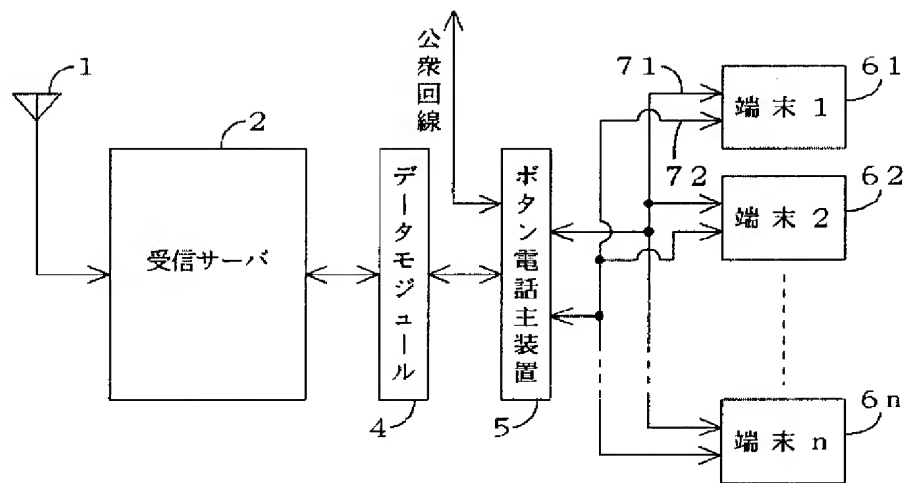 1
2
受信サーバ
データモジュール
4
公衆回線
ボタン電話主装置
5
71
72
端末1
61
端末2
62
端末n
6n